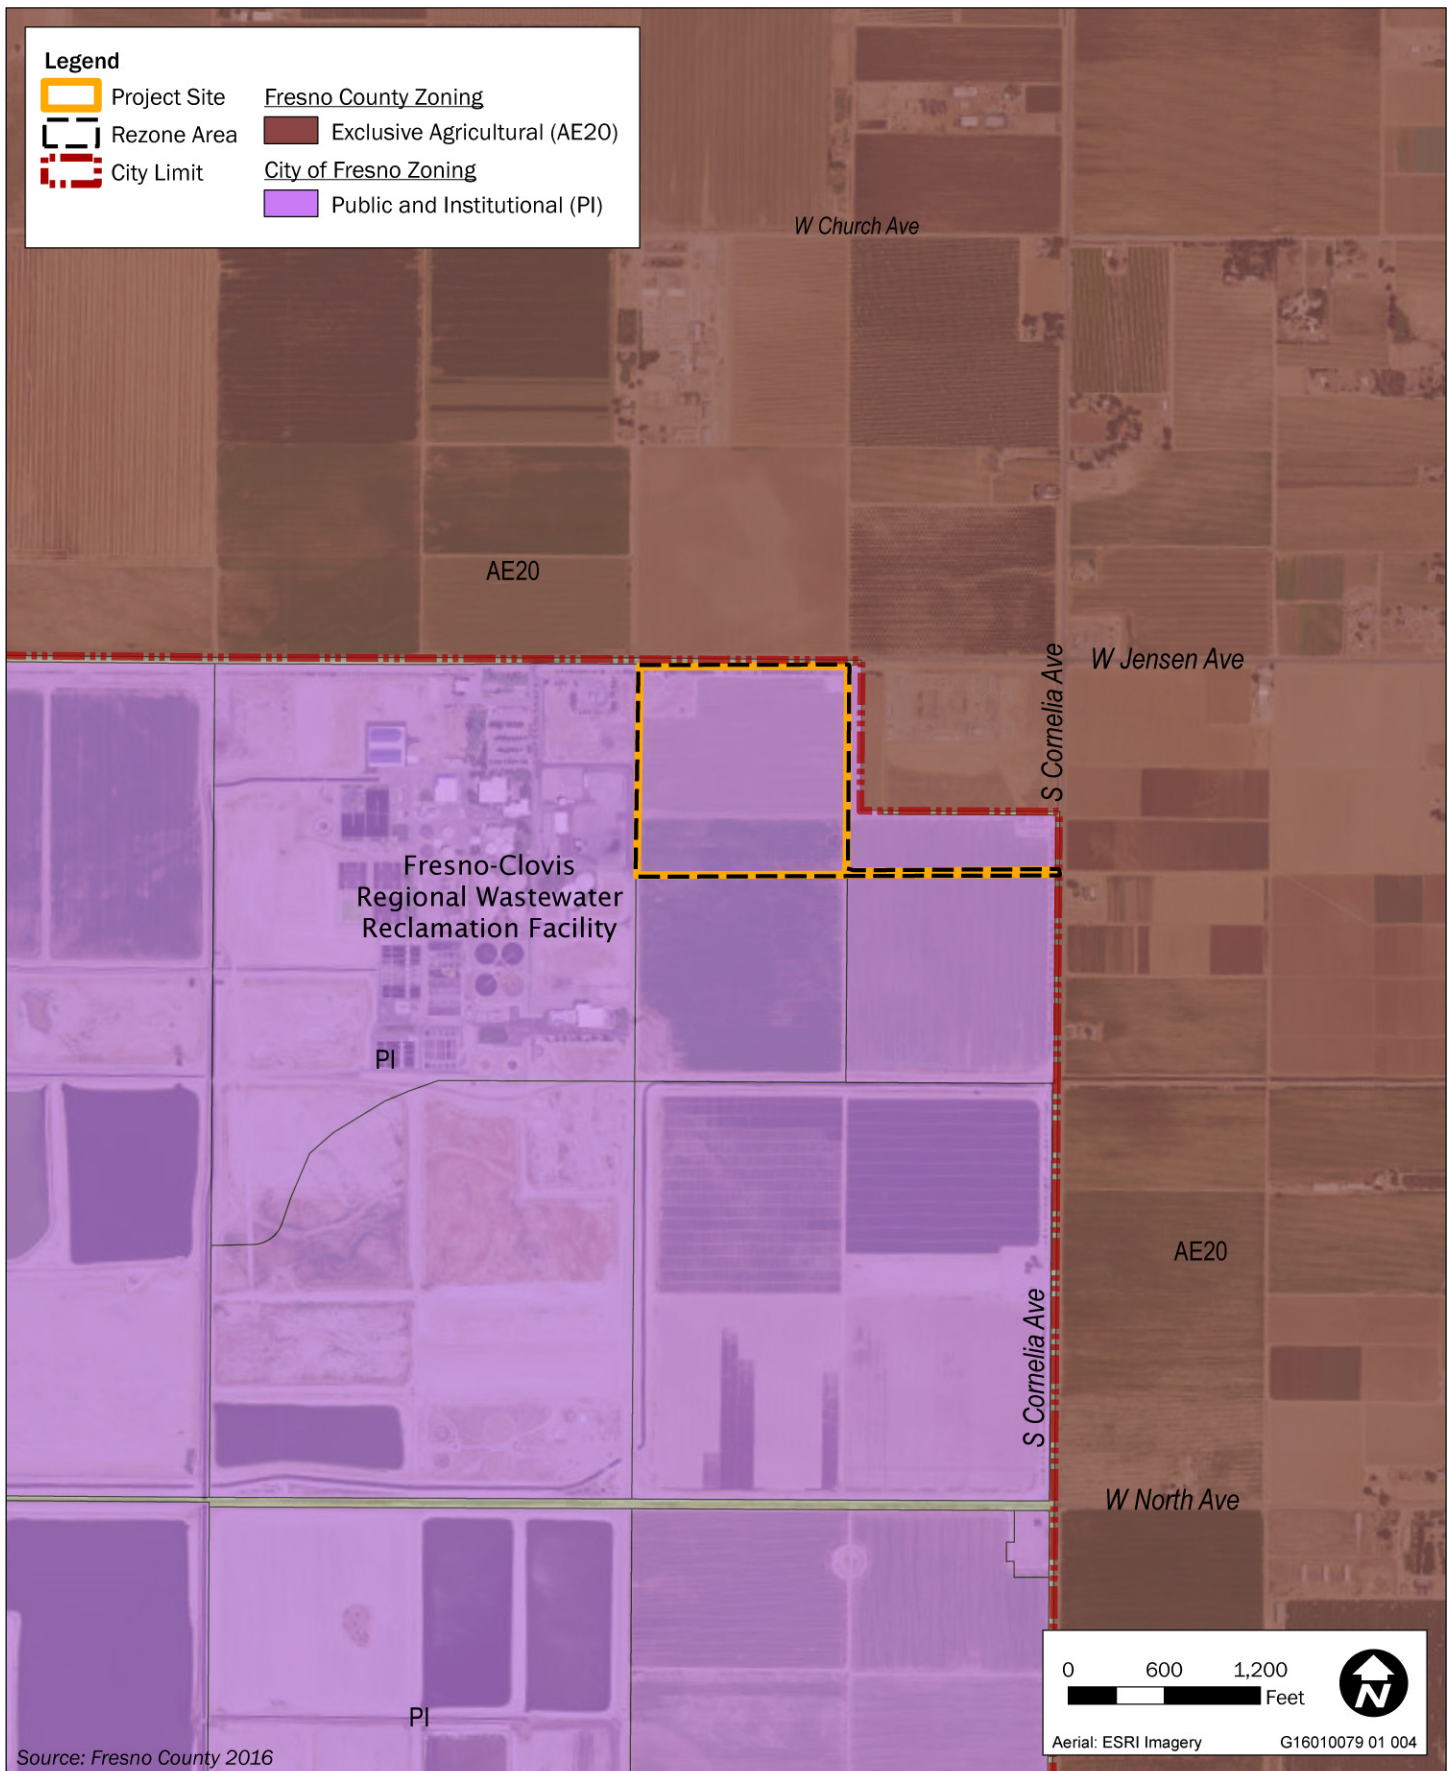 Legend
Project Site
Rezone Area
City Limit
Fresno County Zoning
Exclusive Agricultural (AE20)
City of Fresno Zoning
Public and Institutional (PI)
W Church Ave
AE20
W Jensen Ave
S Cornelia Ave
Fresno-Clovis
Regional Wastewater
Reclamation Facility
PI
AE20
S Cornelia Ave
W North Ave
PI
0 600 1,200
Feet
N
Aerial: ESRI Imagery G16010079 01 004
Source: Fresno County 2016